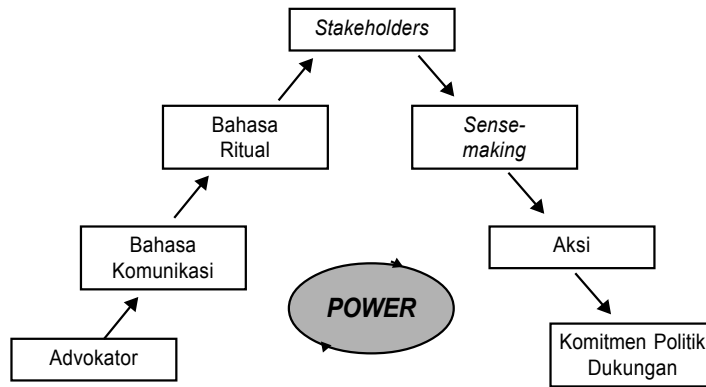 Stakeholders
Bahasa
Ritual
Sense-
making
Bahasa
Komunikasi
Aksi
POWER
Advokator
Komitmen Politik
Dukungan